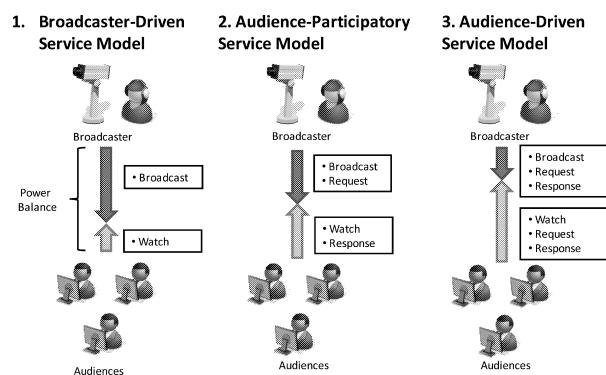 1. Broadcaster-Driven
Service Model
Broadcaster
Power
Balance
• Broadcast
• Watch
Audiences
2. Audience-Participatory
Service Model
Broadcaster
• Broadcast
• Request
• Watch
• Response
Audiences
3. Audience-Driven
Service Model
Broadcaster
• Broadcast
• Request
• Response
• Watch
• Request
• Response
Audiences